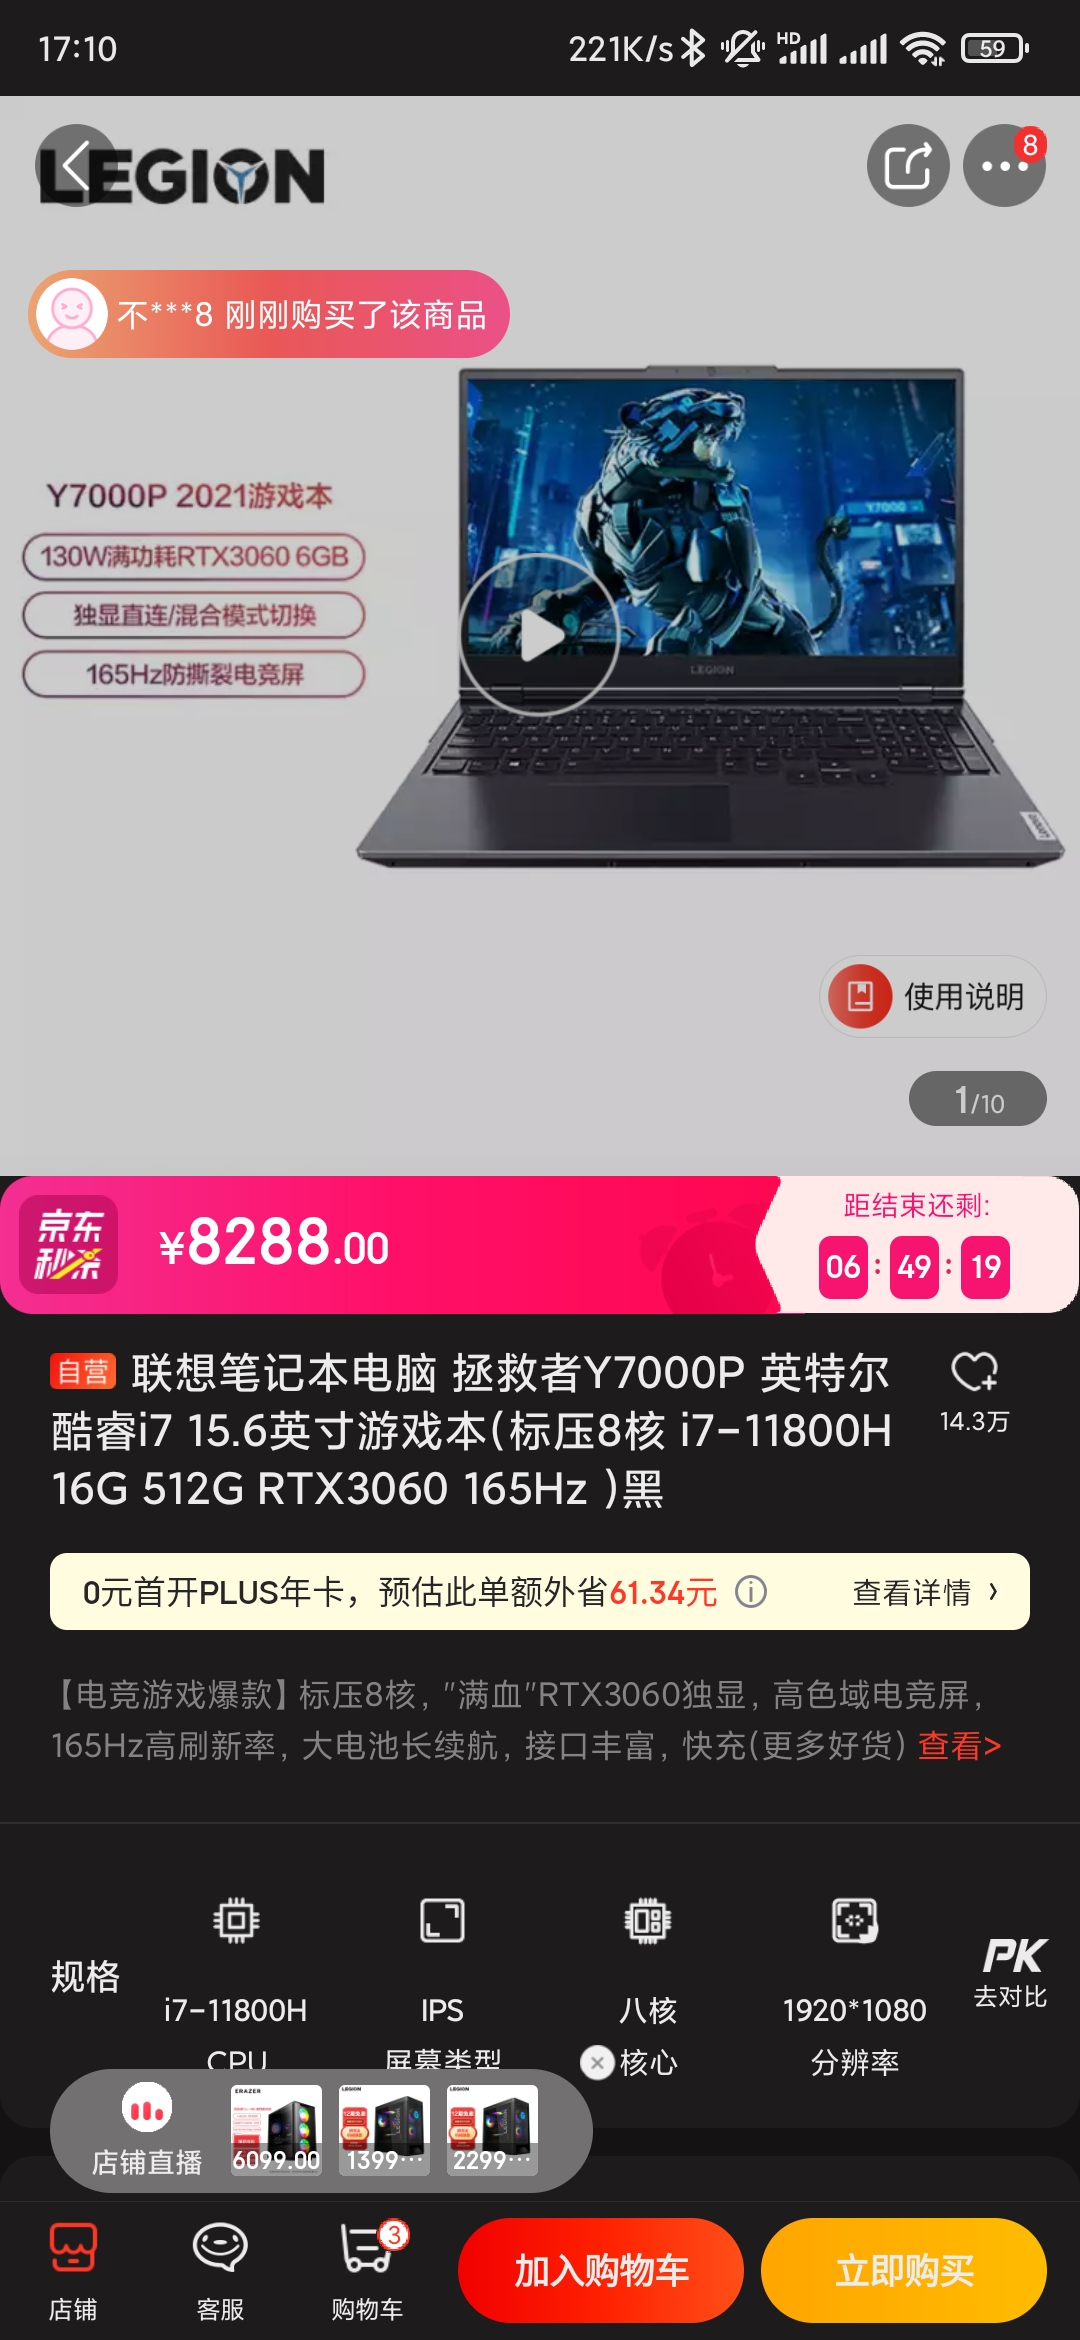 17:10
221K/s
HD
59
LEGION
8
不***8 刚刚购买了该商品
Y7000P 2021游戏本
130W满功耗RTX3060 6GB
独显直连/混合模式切换
165Hz防撕裂电竞屏
Y7000
LEGION
Lenovo
使用说明
1/10
京东
秒杀
¥8288.00
距结束还剩:
06 : 49 : 19
自营 联想笔记本电脑 拯救者Y7000P 英特尔
酷睿i7 15.6英寸游戏本(标压8核 i7-11800H
16G 512G RTX3060 165Hz )黑
14.3万
0元首开PLUS年卡，预估此单额外省61.34元
查看详情 ›
【电竞游戏爆款】标压8核，"满血"RTX3060独显，高色域电竞屏，
165Hz高刷新率，大电池长续航，接口丰富，快充(更多好货) 查看>
规格
i7-11800H
IPS
八核
1920*1080
PK
去对比
CPU
屏幕类型
核心
分辨率
店铺直播
ERAZER
6099.00
LEGION
1399···
LEGION
2299···
店铺
客服
3
购物车
加入购物车
立即购买